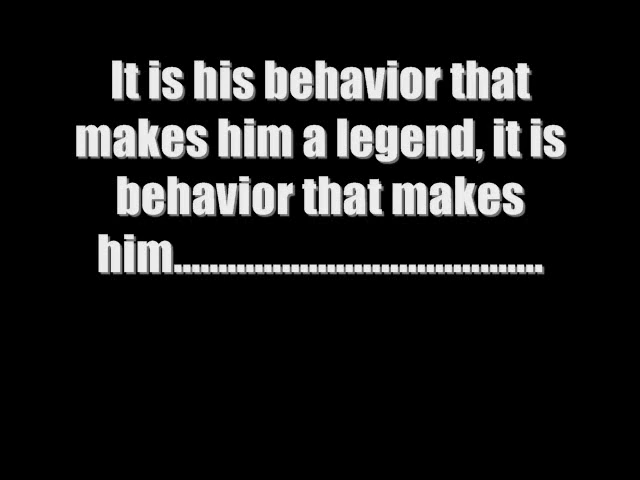 It is his behavior that
makes him a legend, it is
behavior that makes
him.........................................